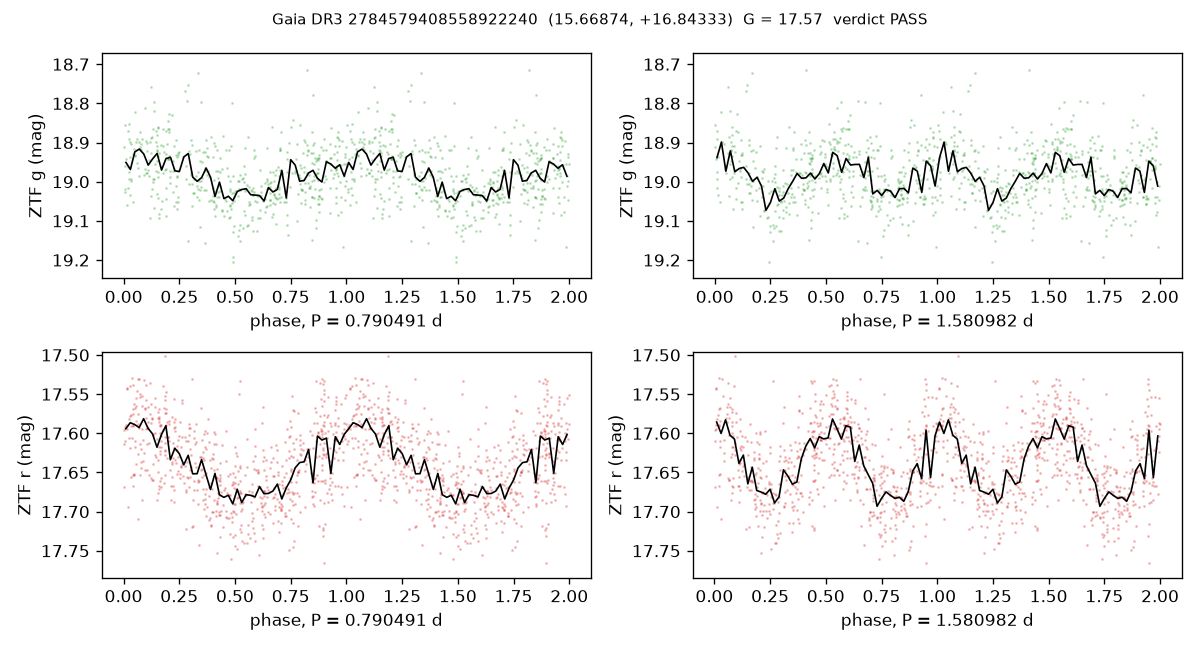 Gaia DR3 2784579408558922240  (15.66874, +16.84333)  G = 17.57  verdict PASS
ZTF g (mag)
18.7
18.8
18.9
19.0
19.1
19.2
0.00 0.25 0.50 0.75 1.00 1.25 1.50 1.75 2.00
phase, P = 0.790491 d
ZTF g (mag)
18.7
18.8
18.9
19.0
19.1
19.2
0.00 0.25 0.50 0.75 1.00 1.25 1.50 1.75 2.00
phase, P = 1.580982 d
ZTF r (mag)
17.50
17.55
17.60
17.65
17.70
17.75
0.00 0.25 0.50 0.75 1.00 1.25 1.50 1.75 2.00
phase, P = 0.790491 d
ZTF r (mag)
17.50
17.55
17.60
17.65
17.70
17.75
0.00 0.25 0.50 0.75 1.00 1.25 1.50 1.75 2.00
phase, P = 1.580982 d